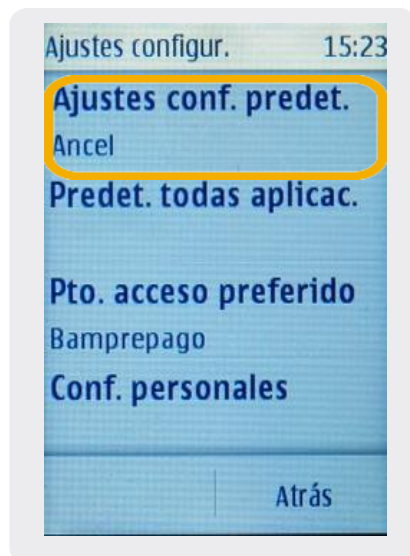 Ajustes configur. 15:23
Ajustes conf. predet.
Ancel
Predet. todas aplicac.
Pto. acceso preferido
Bamprepago
Conf. personales
Atrás